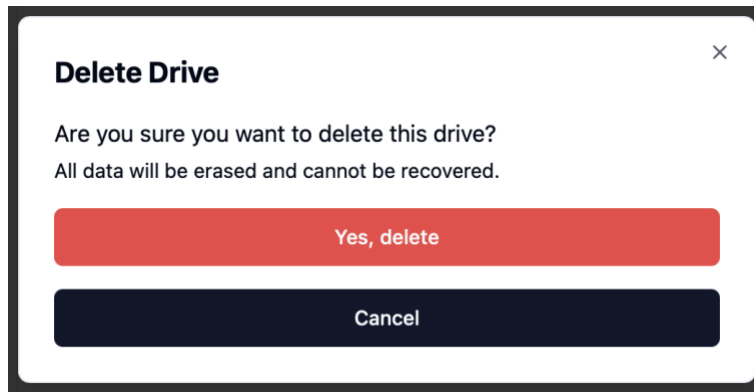 Delete Drive
Are you sure you want to delete this drive?
All data will be erased and cannot be recovered.
Yes, delete
Cancel